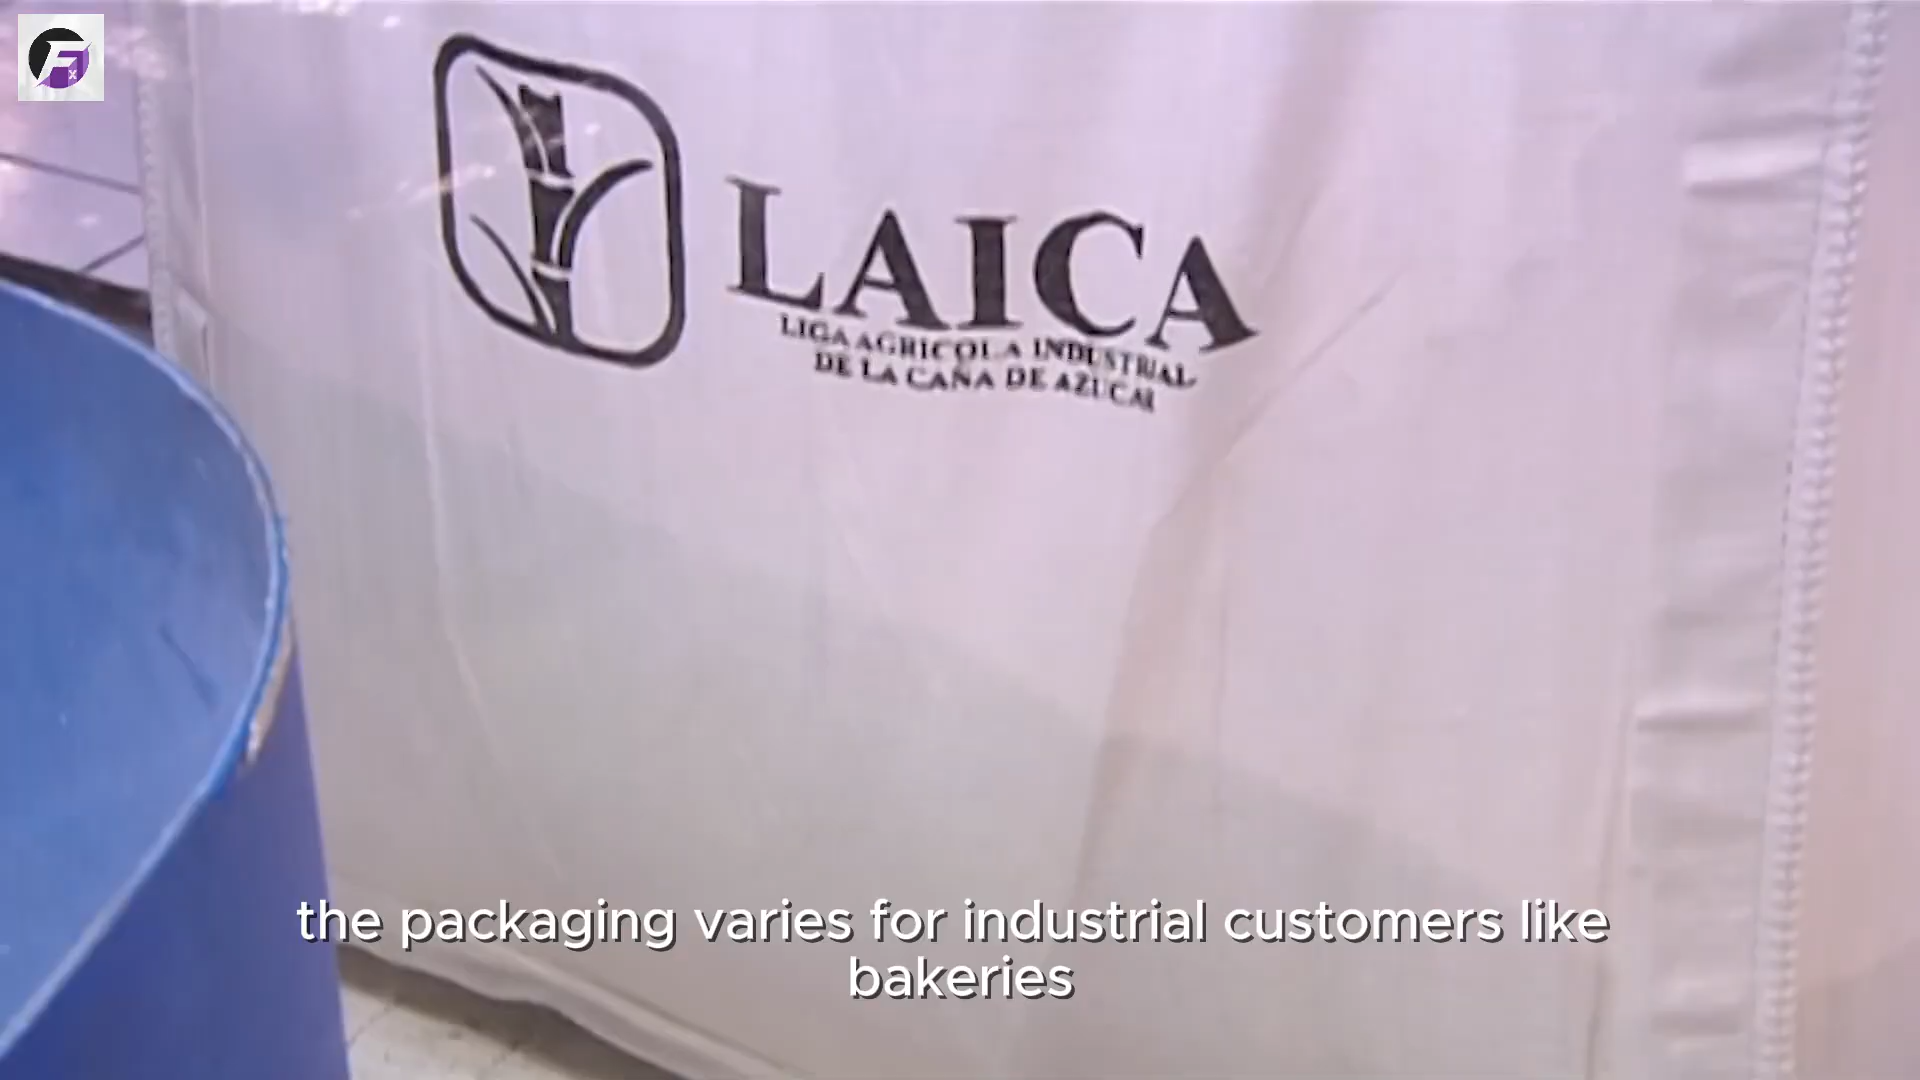 LAICA
LIGA AGRICOLA INDUSTRIAL
DE LA CAÑA DE AZUCAR
the packaging varies for industrial customers like
bakeries